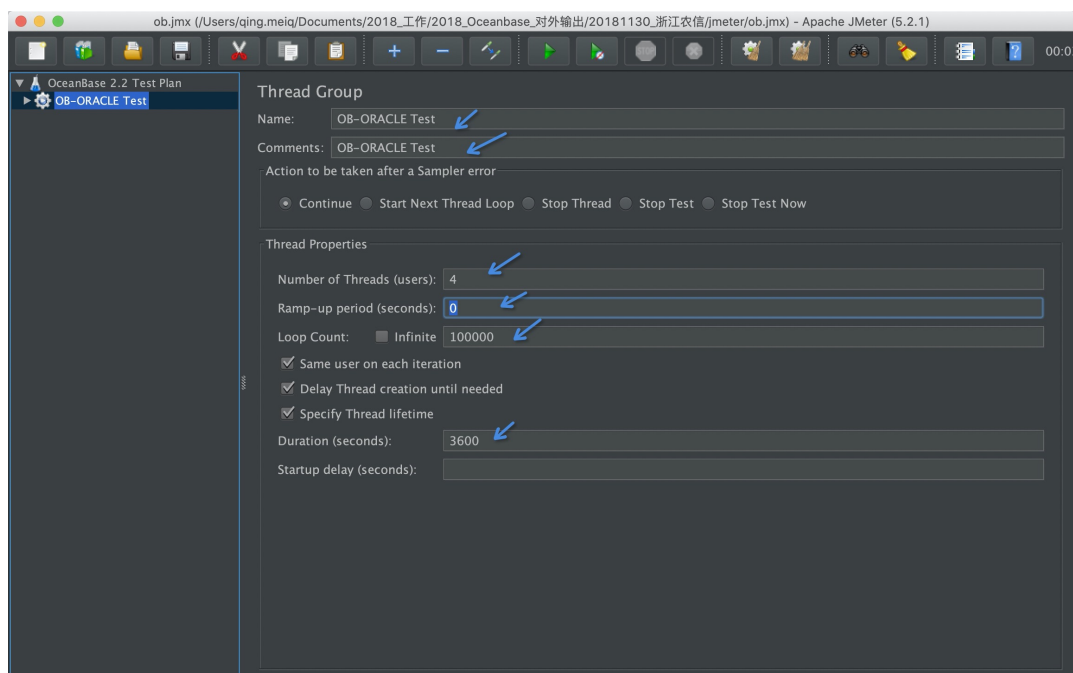 ob.jmx (/Users/qing.meiq/Documents/2018_工作/2018_Oceanbase_对外输出/20181130_浙江农信/jmeter/ob.jmx) - Apache JMeter (5.2.1)
00:0
OceanBase 2.2 Test Plan
OB-ORACLE Test
Thread Group
Name: OB-ORACLE Test
Comments: OB-ORACLE Test
Action to be taken after a Sampler error
Continue Start Next Thread Loop Stop Thread Stop Test Stop Test Now
Thread Properties
Number of Threads (users): 4
Ramp-up period (seconds): 0
Loop Count: Infinite 100000
Same user on each iteration
Delay Thread creation until needed
Specify Thread lifetime
Duration (seconds): 3600
Startup delay (seconds):